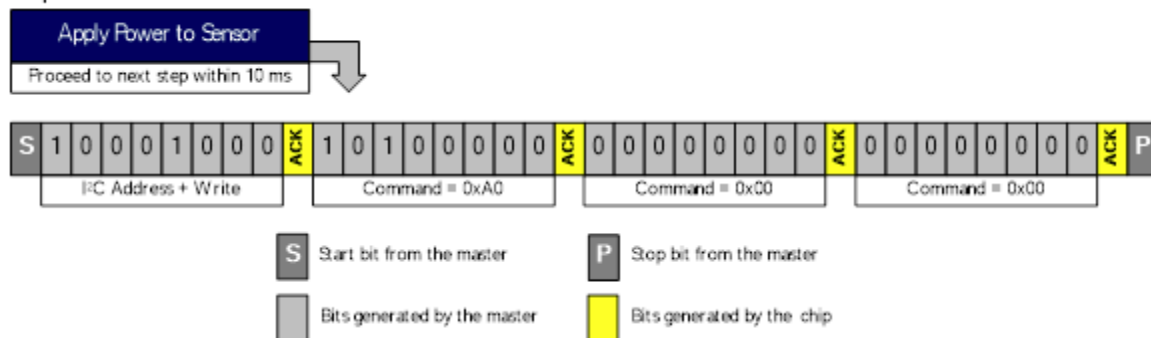 Apply Power to Sensor
Proceed to next step within 10 ms
S 1 0 0 0 1 0 0 0 ACK 1 0 1 0 0 0 0 0 ACK 0 0 0 0 0 0 0 0 ACK 0 0 0 0 0 0 0 0 ACK P
I²C Address + Write Command = 0xA0 Command = 0x00 Command = 0x00
S Start bit from the master P Stop bit from the master
Bits generated by the master Bits generated by the chip